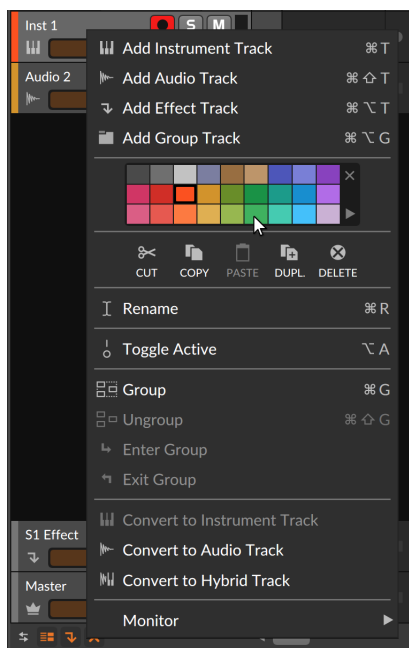 Inst 1 S M
Add Instrument Track ⌘ T
Audio 2
Add Audio Track ⌘ ⇧ T
Add Effect Track ⌘ ⌥ T
Add Group Track ⌘ ⌥ G
CUT COPY PASTE DUPL. DELETE
Rename ⌘ R
Toggle Active ⌥ A
Group ⌘ G
Ungroup ⌘ ⇧ G
Enter Group
Exit Group
Convert to Instrument Track
S1 Effect
Convert to Audio Track
Master
Convert to Hybrid Track
Monitor